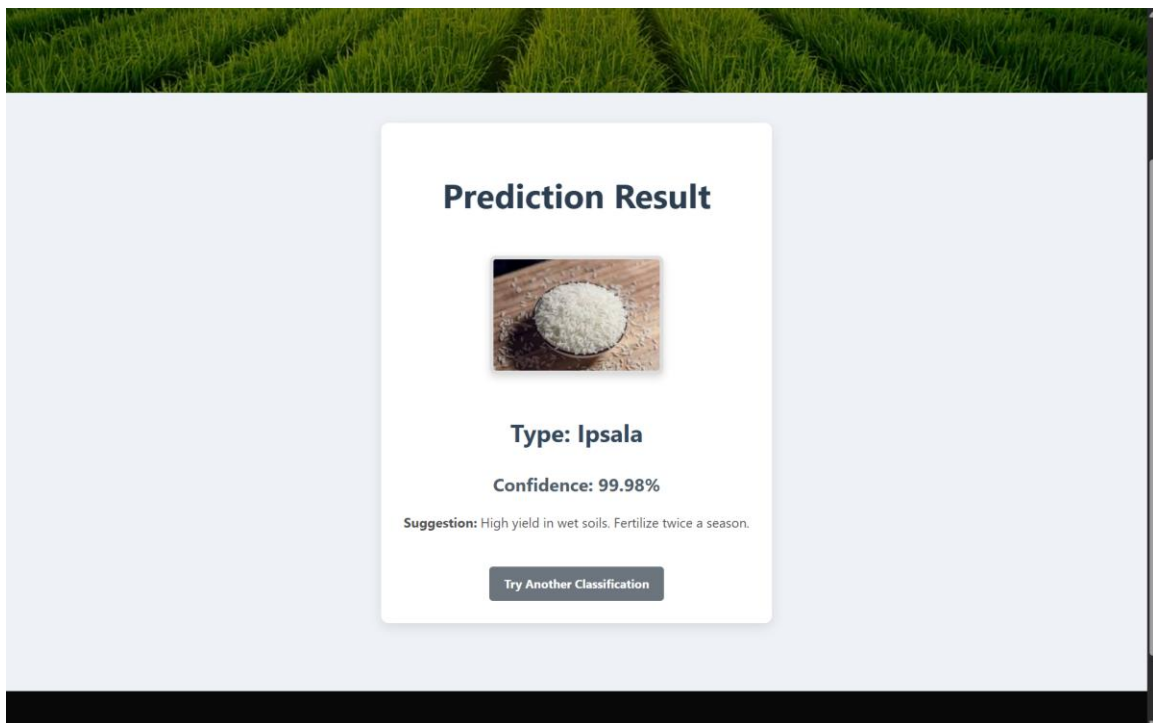 Prediction Result
Type: Ipsala
Confidence: 99.98%
Suggestion: High yield in wet soils. Fertilize twice a season.
Try Another Classification